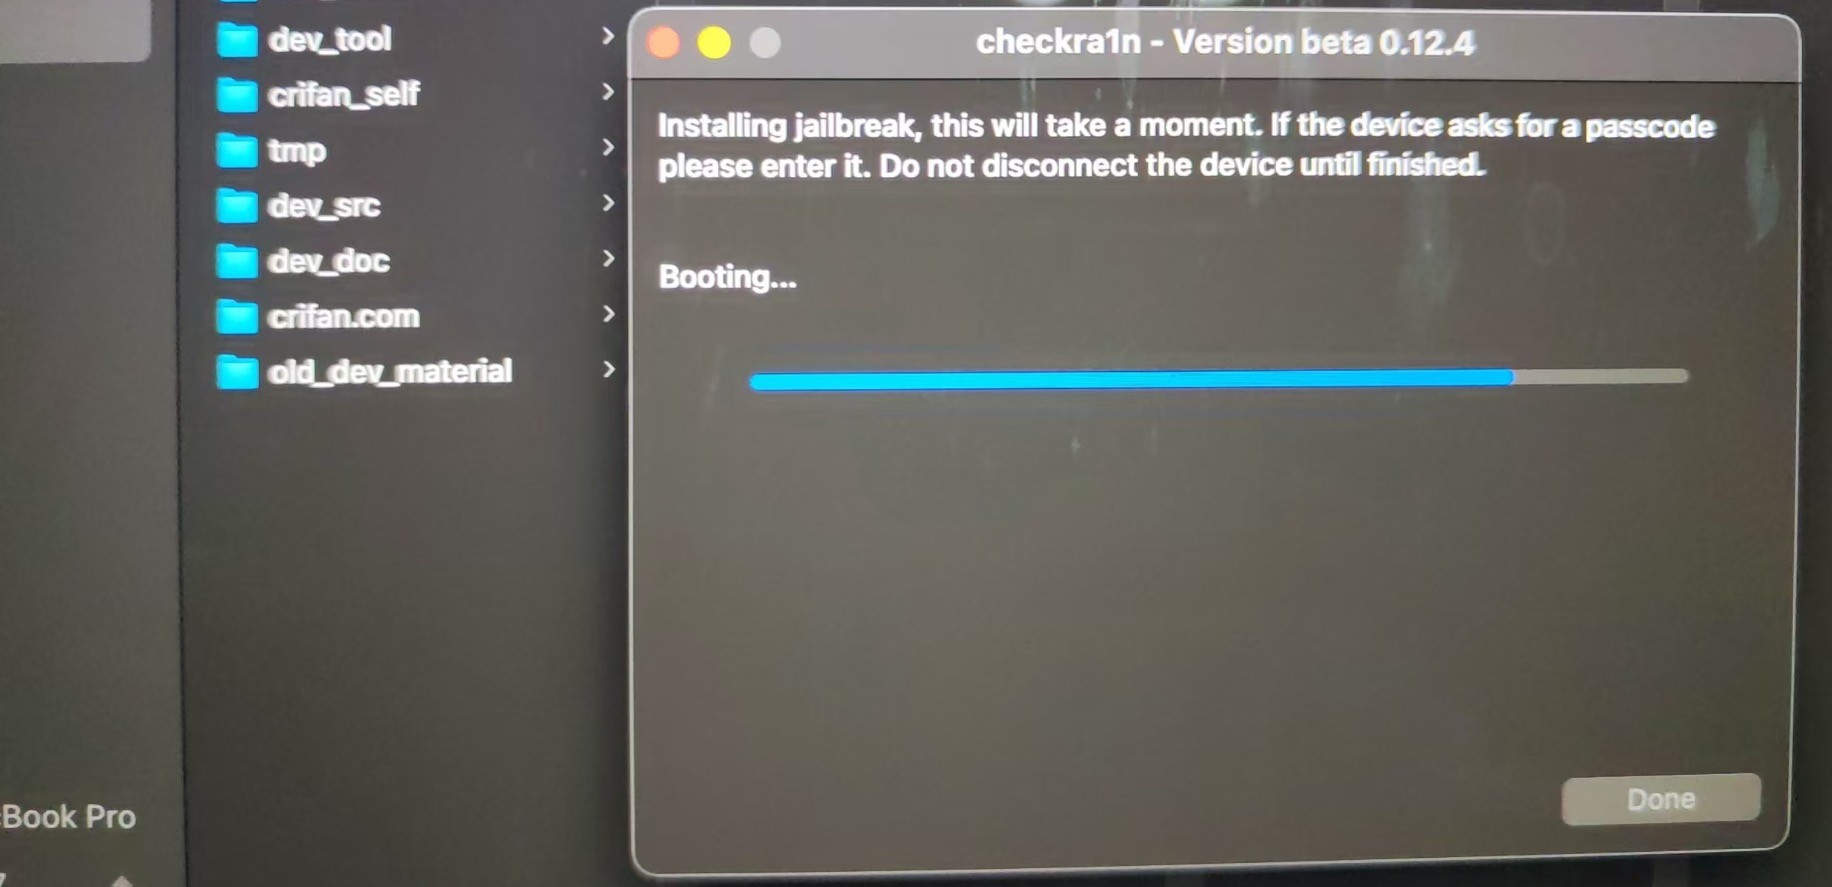 dev_tool
crifan_self
tmp
dev_src
dev_doc
crifan.com
old_dev_material
Book Pro
checkra1n - Version beta 0.12.4
Installing jailbreak, this will take a moment. If the device asks for a passcode
please enter it. Do not disconnect the device until finished.
Booting...
Done